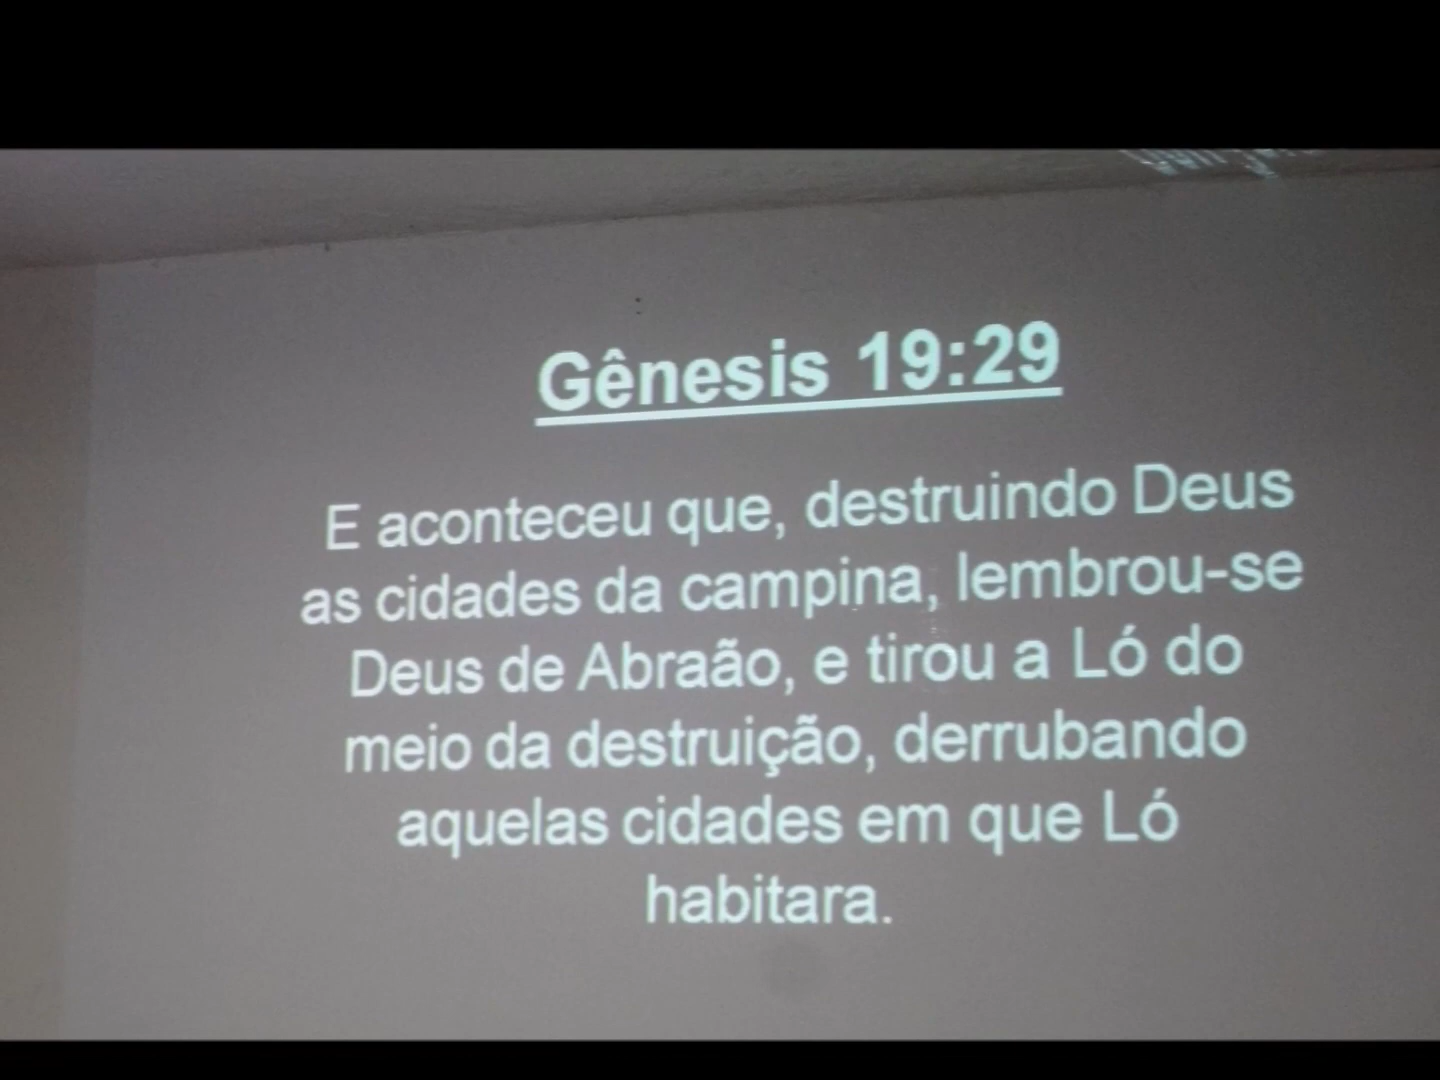 Gênesis 19:29
E aconteceu que, destruindo Deus
as cidades da campina, lembrou-se
Deus de Abraão, e tirou a Ló do
meio da destruição, derrubando
aquelas cidades em que Ló
habitara.